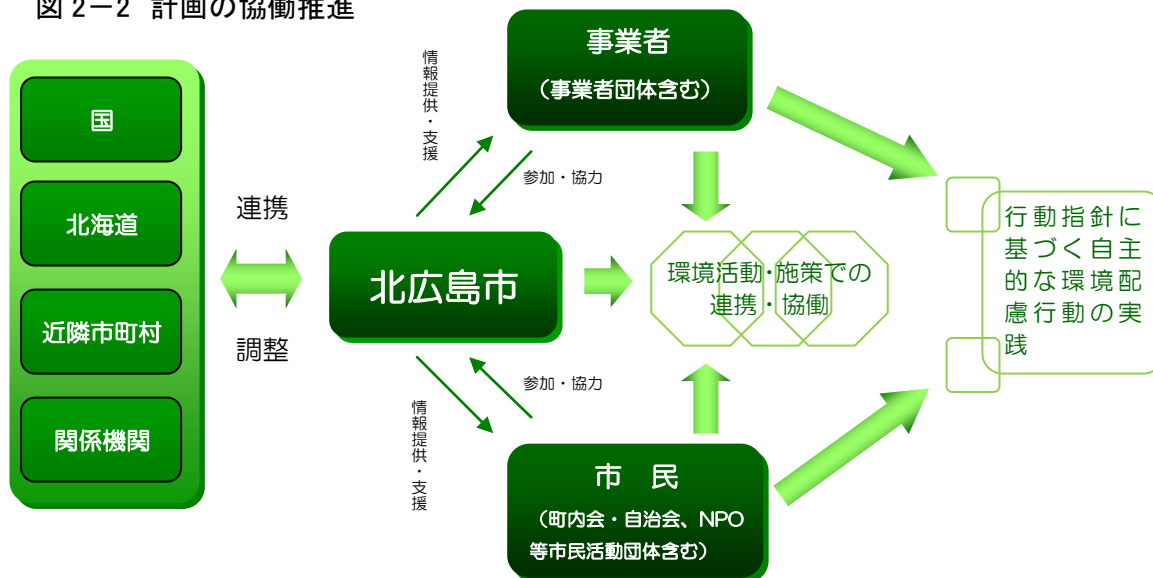 図2－2 計画の協働推進
国
北海道
近隣市町村
関係機関
連携
調整
北広島市
情報提供・支援
参加・協力
事業者
（事業者団体含む）
環境活動・施策での
連携・協働
参加・協力
情報提供・支援
市 民
（町内会・自治会、NPO
等市民活動団体含む）
行動指針に
基づく自主
的な環境配
慮行動の実
践